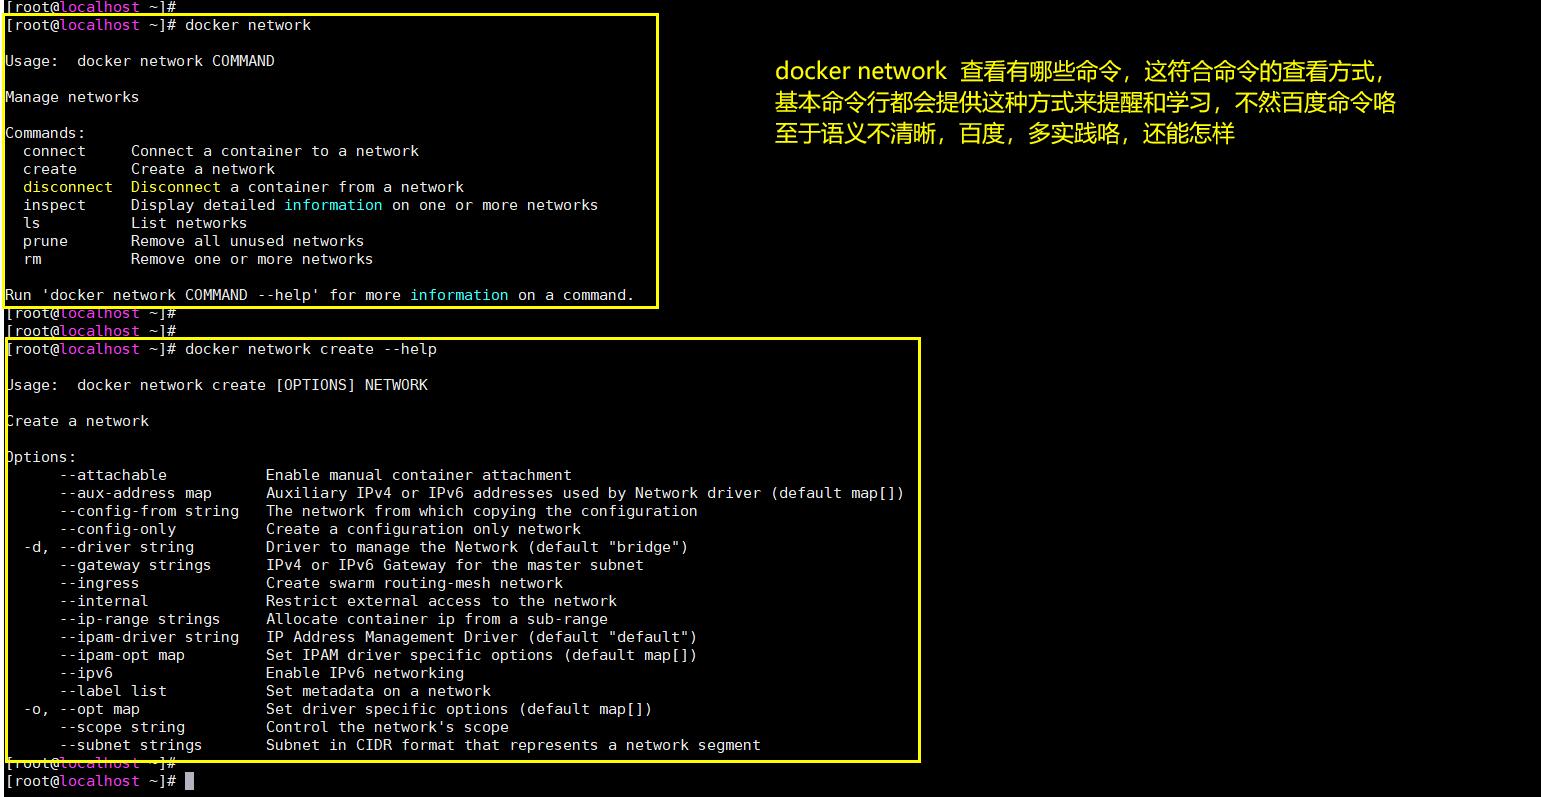 [root@localhost ~]#
[root@localhost ~]# docker network
Usage:  docker network COMMAND
docker network 查看有哪些命令，这符合命令的查看方式，
基本命令行都会提供这种方式来提醒和学习，不然百度命令咯
至于语义不清晰，百度，多实践咯，还能怎样
Manage networks
Commands:
  connect     Connect a container to a network
  create      Create a network
  disconnect  Disconnect a container from a network
  inspect     Display detailed information on one or more networks
  ls          List networks
  prune       Remove all unused networks
  rm          Remove one or more networks
Run 'docker network COMMAND --help' for more information on a command.
[root@localhost ~]#
[root@localhost ~]#
[root@localhost ~]# docker network create --help
Usage:  docker network create [OPTIONS] NETWORK
Create a network
Options:
      --attachable           Enable manual container attachment
      --aux-address map      Auxiliary IPv4 or IPv6 addresses used by Network driver (default map[])
      --config-from string   The network from which copying the configuration
      --config-only          Create a configuration only network
  -d, --driver string        Driver to manage the Network (default "bridge")
      --gateway strings      IPv4 or IPv6 Gateway for the master subnet
      --ingress              Create swarm routing-mesh network
      --internal             Restrict external access to the network
      --ip-range strings     Allocate container ip from a sub-range
      --ipam-driver string   IP Address Management Driver (default "default")
      --ipam-opt map         Set IPAM driver specific options (default map[])
      --ipv6                 Enable IPv6 networking
      --label list           Set metadata on a network
  -o, --opt map              Set driver specific options (default map[])
      --scope string         Control the network's scope
      --subnet strings       Subnet in CIDR format that represents a network segment
[root@localhost ~]#
[root@localhost ~]#